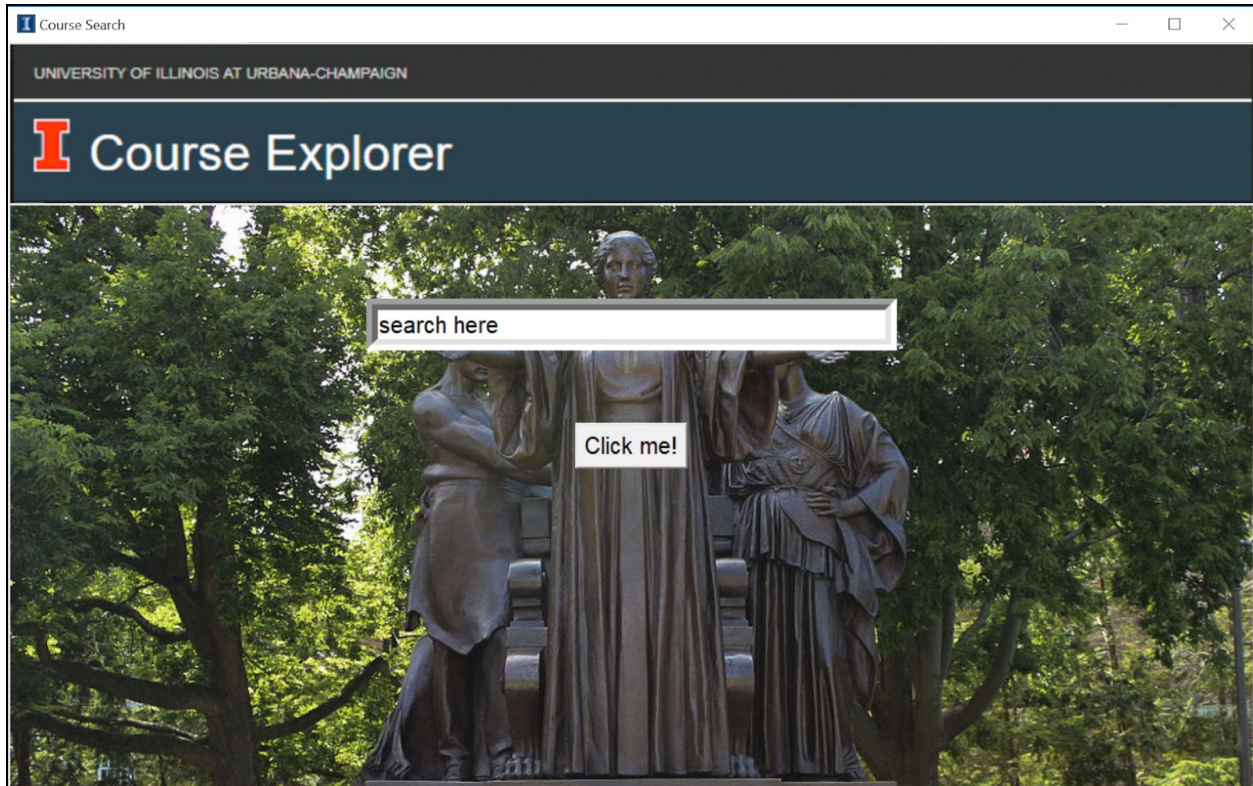 Course Search
UNIVERSITY OF ILLINOIS AT URBANA-CHAMPAIGN
I Course Explorer
search here
Click me!